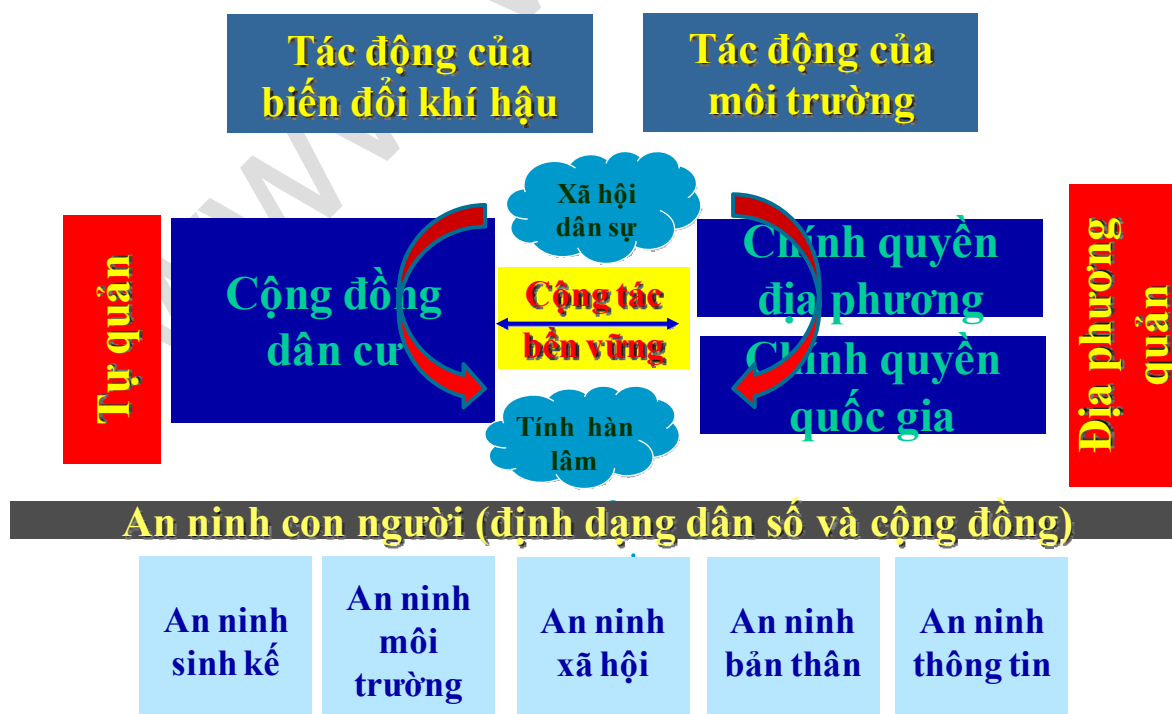 Tác động của
biến đổi khí hậu
Tác động của
môi trường
Xã hội
dân sự
Tự quản
Cộng đồng
dân cư
Cộng tác
bền vững
Chính quyền
địa phương
Chính quyền
quốc gia
Địa phương
quản
Tính hàn
lâm
An ninh con người (định dạng dân số và cộng đồng)
An ninh
sinh kế
An ninh
môi
trường
An ninh
xã hội
An ninh
bản thân
An ninh
thông tin